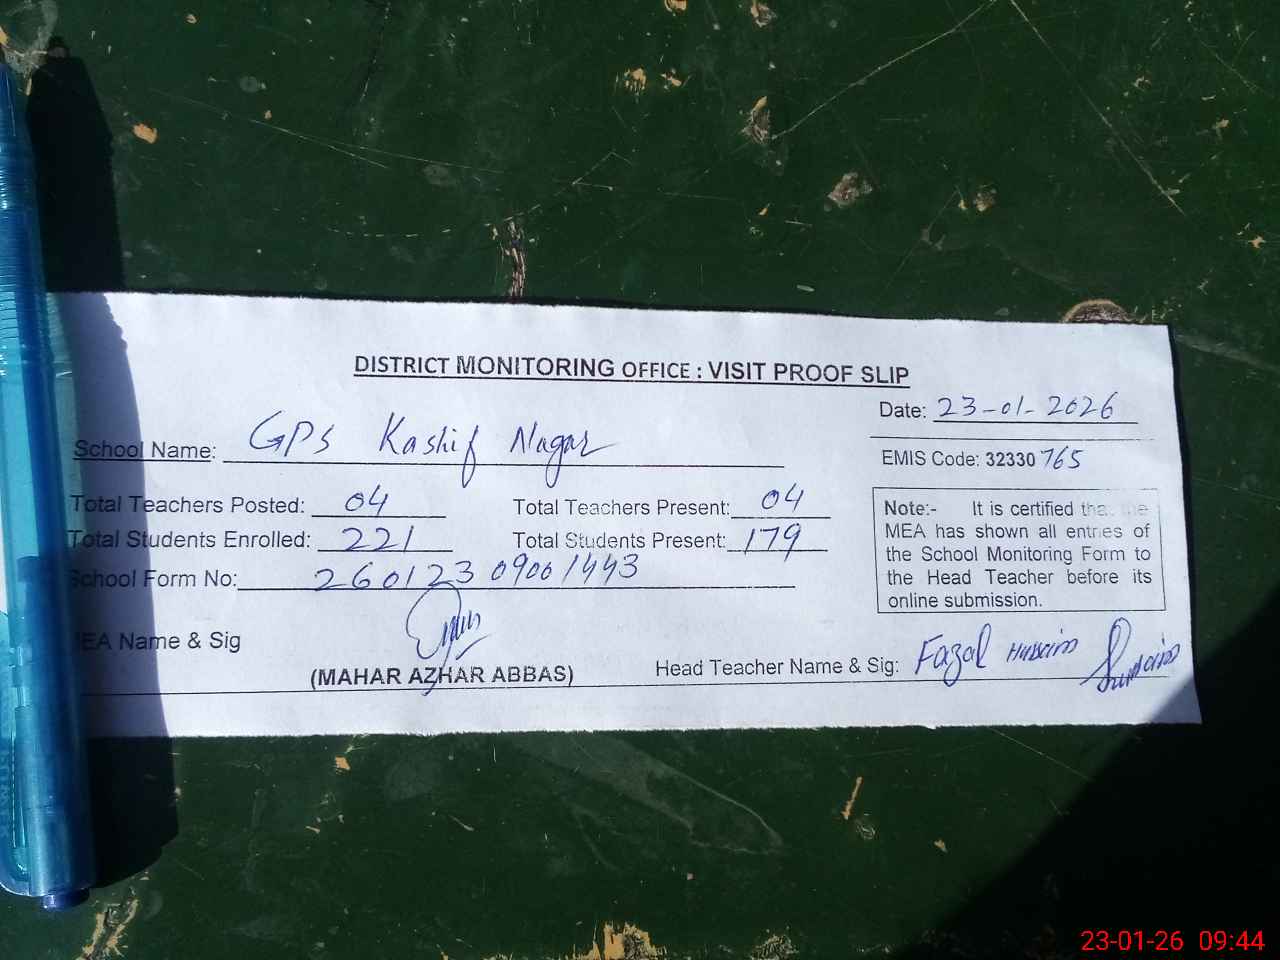 DISTRICT MONITORING OFFICE : VISIT PROOF SLIP
Date: 23-01-2026
School Name: GPS Kashif Nagar
EMIS Code: 32330765
Total Teachers Posted: 04 Total Teachers Present: 04
Total Students Enrolled: 221 Total Students Present: 179
School Form No: 260123 09001443
Note:- It is certified that the
MEA has shown all entries of
the School Monitoring Form to
the Head Teacher before its
online submission.
MEA Name & Sig
(MAHAR AZHAR ABBAS)
Head Teacher Name & Sig: Fazal Hussain
23-01-26 09:44